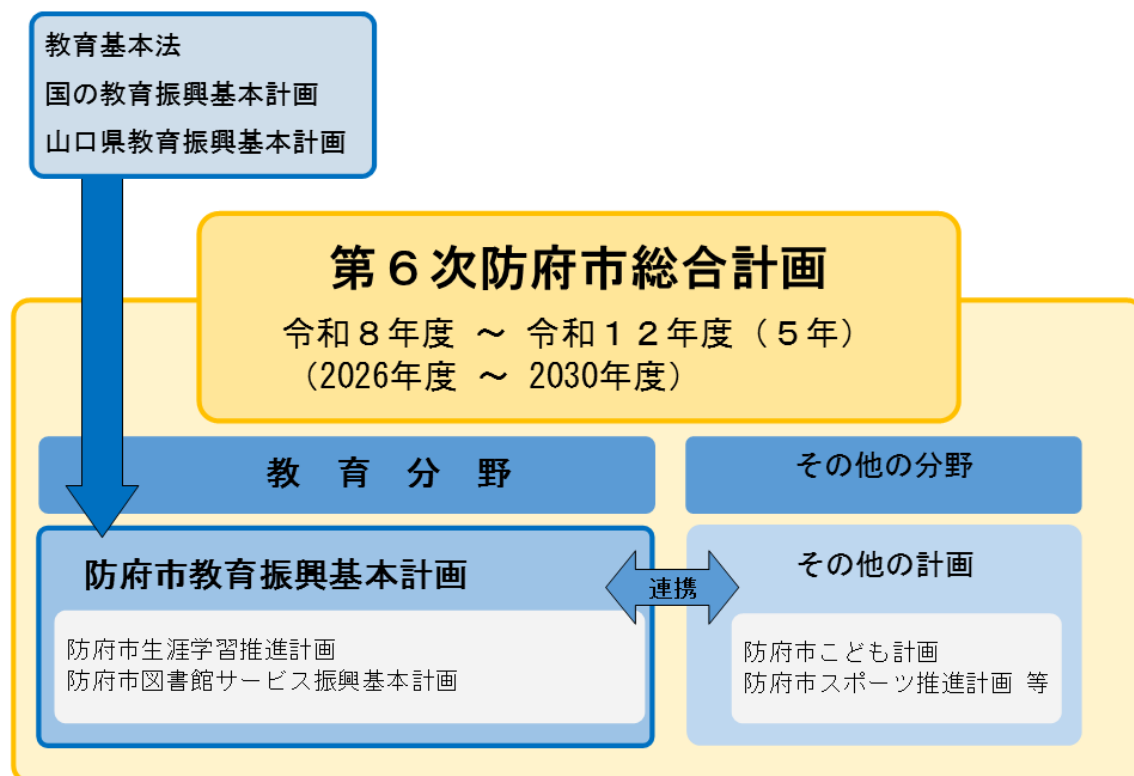 教育基本法
国の教育振興基本計画
山口県教育振興基本計画
第６次防府市総合計画
令和８年度 ～ 令和１２年度（５年）
（2026年度 ～ 2030年度）
教 育 分 野
その他の分野
防府市教育振興基本計画
連携
その他の計画
防府市生涯学習推進計画
防府市図書館サービス振興基本計画
防府市こども計画
防府市スポーツ推進計画 等